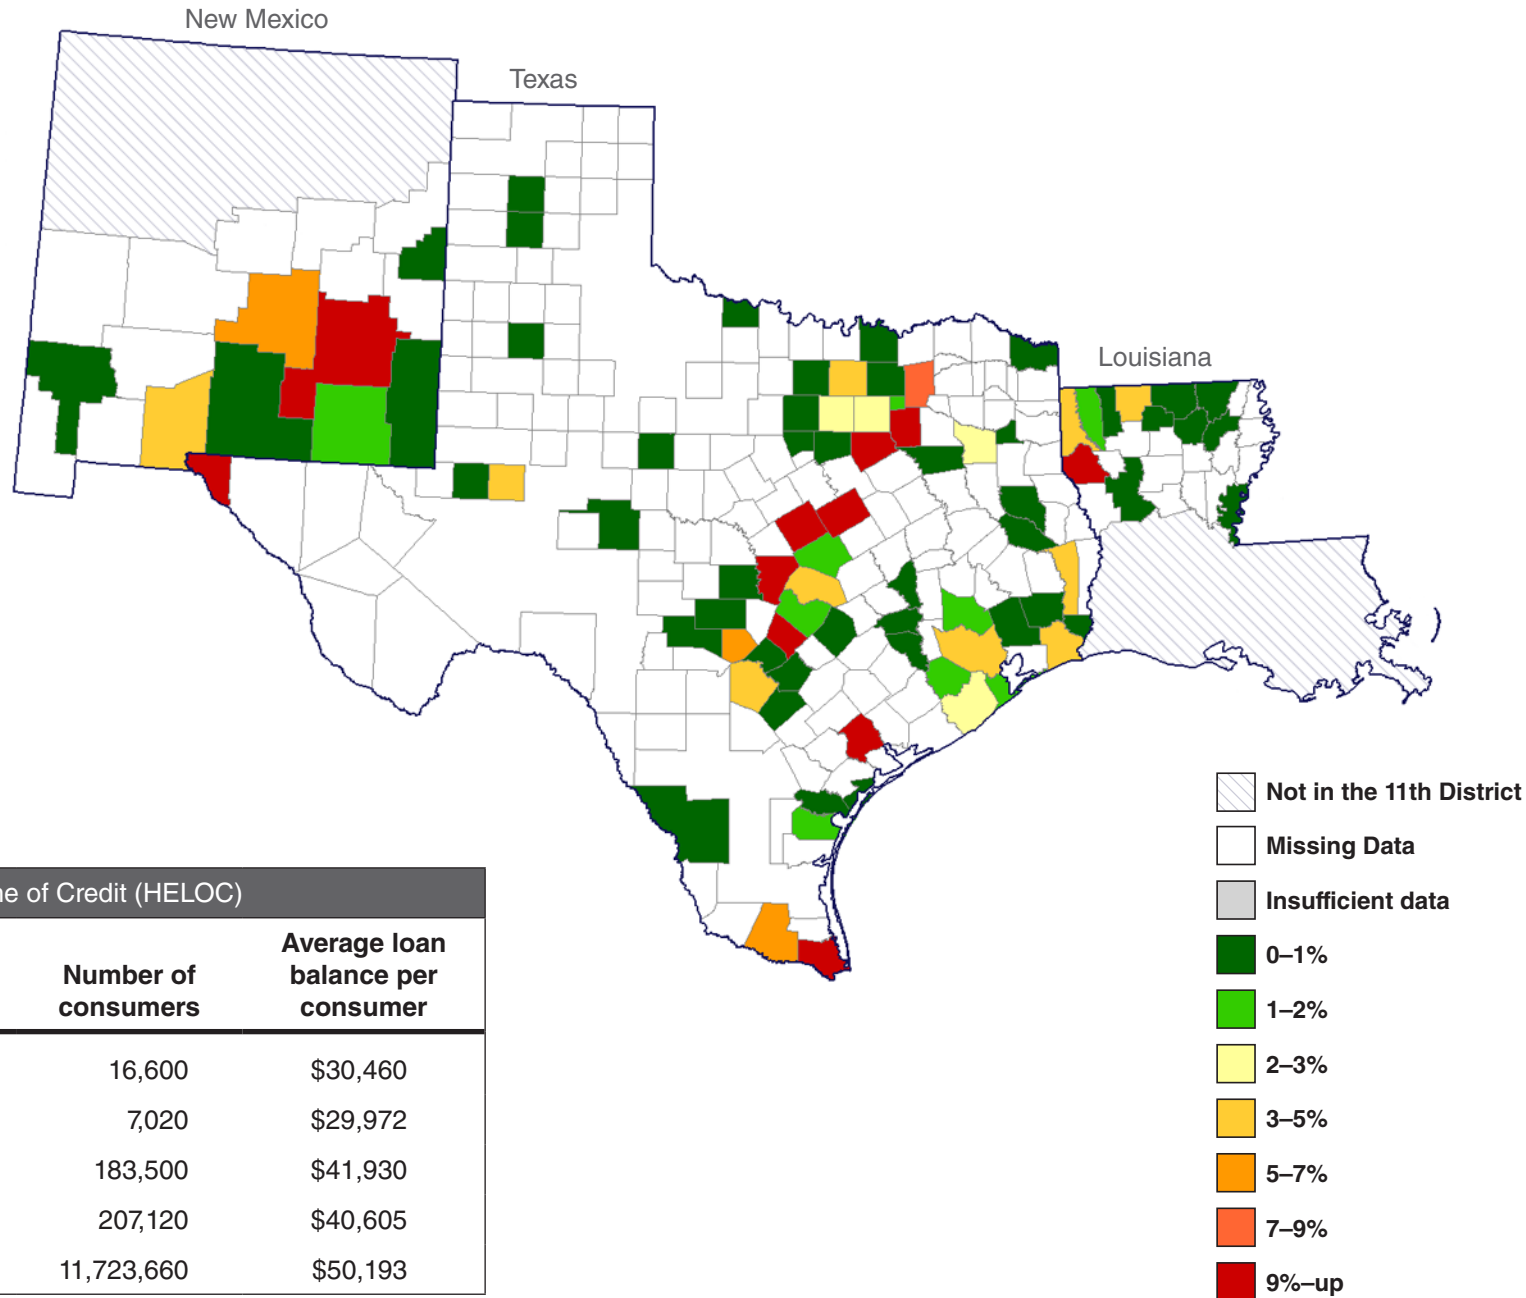 New Mexico
Texas
Louisiana
Not in the 11th District
Missing Data
Insufficient data
0–1%
1–2%
2–3%
3–5%
5–7%
7–9%
9%–up
of Credit (HELOC)
Number of
consumers
Average loan
balance per
consumer
16,600 $30,460
7,020 $29,972
183,500 $41,930
207,120 $40,605
11,723,660 $50,193